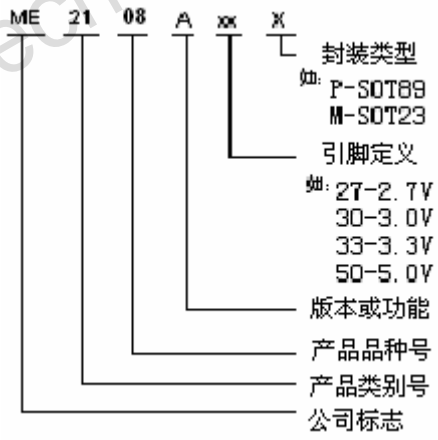 ME 21 08 A xx X
封装类型
如: P-SOT89
M-SOT23
引脚定义
如: 27-2.7V
30-3.0V
33-3.3V
50-5.0V
版本或功能
产品品种号
产品类别号
公司标志